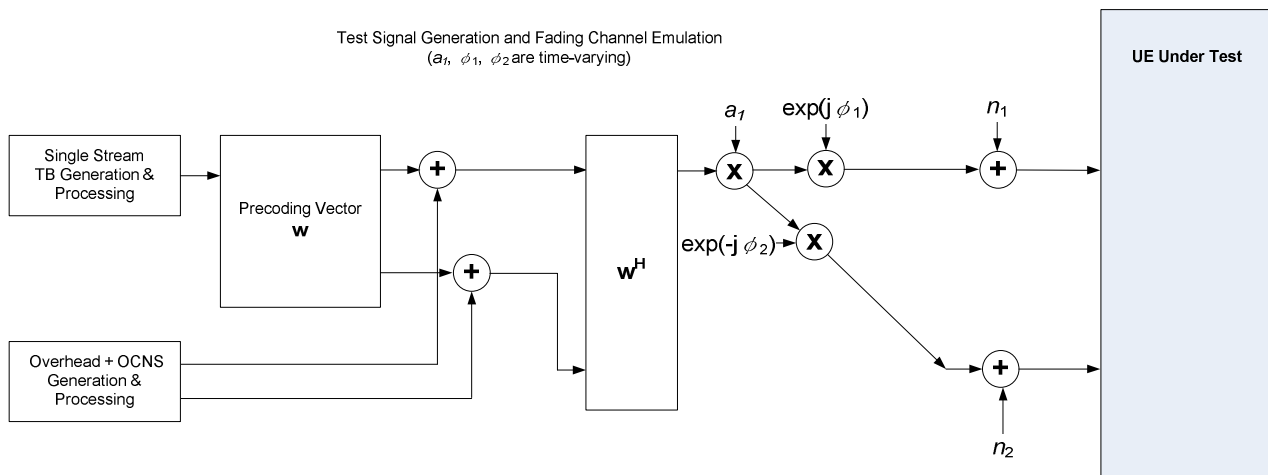 Test Signal Generation and Fading Channel Emulation
(a1, ϕ1, ϕ2 are time-varying)
UE Under Test
a1
exp(j ϕ1)
n1
Single Stream
TB Generation &
Processing
Precoding Vector
w
+
+
wH
x
x
+
exp(-j ϕ2)
x
Overhead + OCNS
Generation &
Processing
+
n2